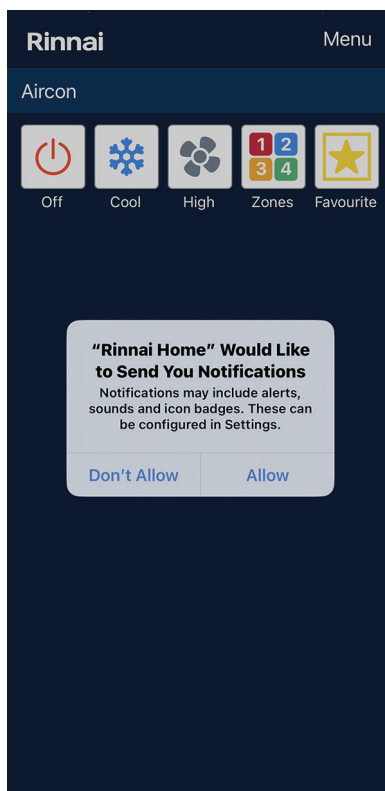 Rinnai
Menu
Aircon
1 2
3 4
Off Cool High Zones Favourite
“Rinnai Home” Would Like
to Send You Notifications
Notifications may include alerts,
sounds and icon badges. These can
be configured in Settings.
Don’t Allow Allow